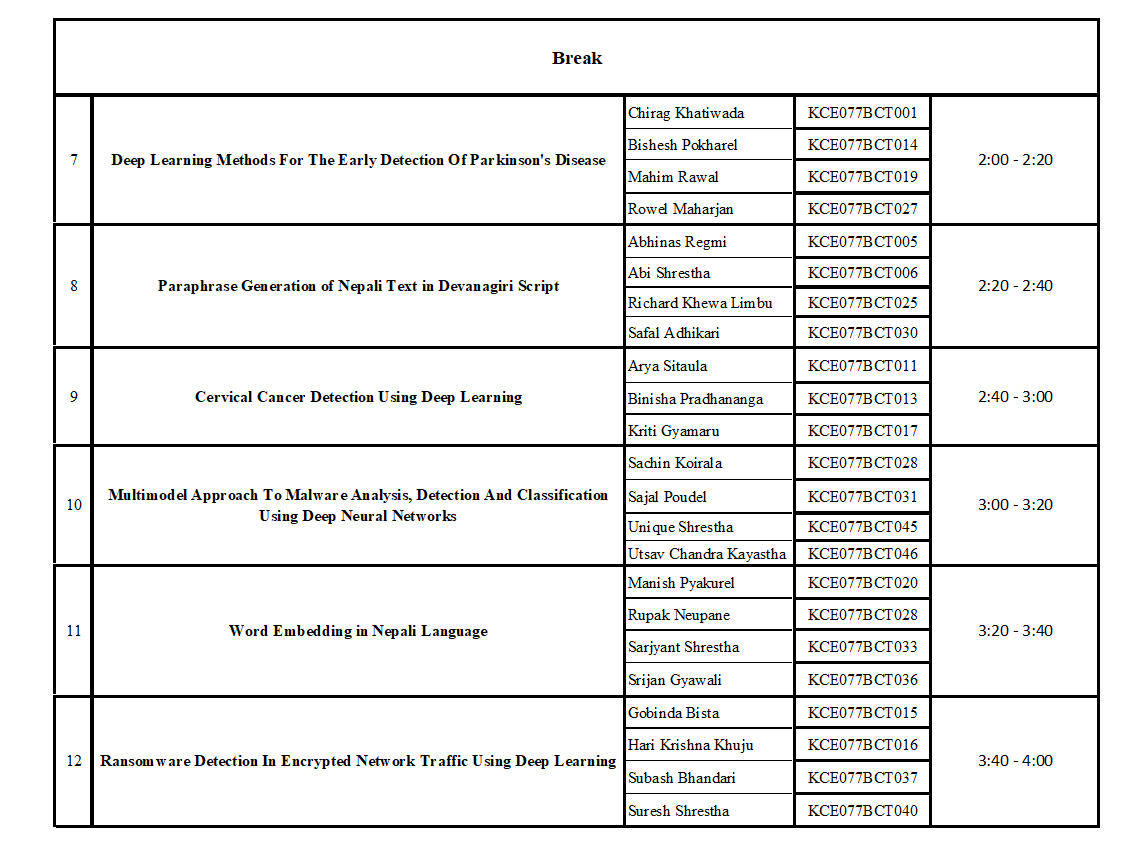 Break
7 Deep Learning Methods For The Early Detection Of Parkinson's Disease 2:00 - 2:20
Chirag Khatiwada KCE077BCT001
Bishesh Pokharel KCE077BCT014
Mahim Rawal KCE077BCT019
Rowel Maharjan KCE077BCT027
8 Paraphrase Generation of Nepali Text in Devanagiri Script 2:20 - 2:40
Abhinas Regmi KCE077BCT005
Abi Shrestha KCE077BCT006
Richard Khewa Limbu KCE077BCT025
Safal Adhikari KCE077BCT030
9 Cervical Cancer Detection Using Deep Learning 2:40 - 3:00
Arya Sitaula KCE077BCT011
Binisha Pradhananga KCE077BCT013
Kriti Gyamaru KCE077BCT017
10 Multimodel Approach To Malware Analysis, Detection And Classification
Using Deep Neural Networks 3:00 - 3:20
Sachin Koirala KCE077BCT028
Sajal Poudel KCE077BCT031
Unique Shrestha KCE077BCT045
Utsav Chandra Kayastha KCE077BCT046
11 Word Embedding in Nepali Language 3:20 - 3:40
Manish Pyakurel KCE077BCT020
Rupak Neupane KCE077BCT028
Sarjyant Shrestha KCE077BCT033
Srijan Gyawali KCE077BCT036
12 Ransomware Detection In Encrypted Network Traffic Using Deep Learning 3:40 - 4:00
Gobinda Bista KCE077BCT015
Hari Krishna Khuju KCE077BCT016
Subash Bhandari KCE077BCT037
Suresh Shrestha KCE077BCT040